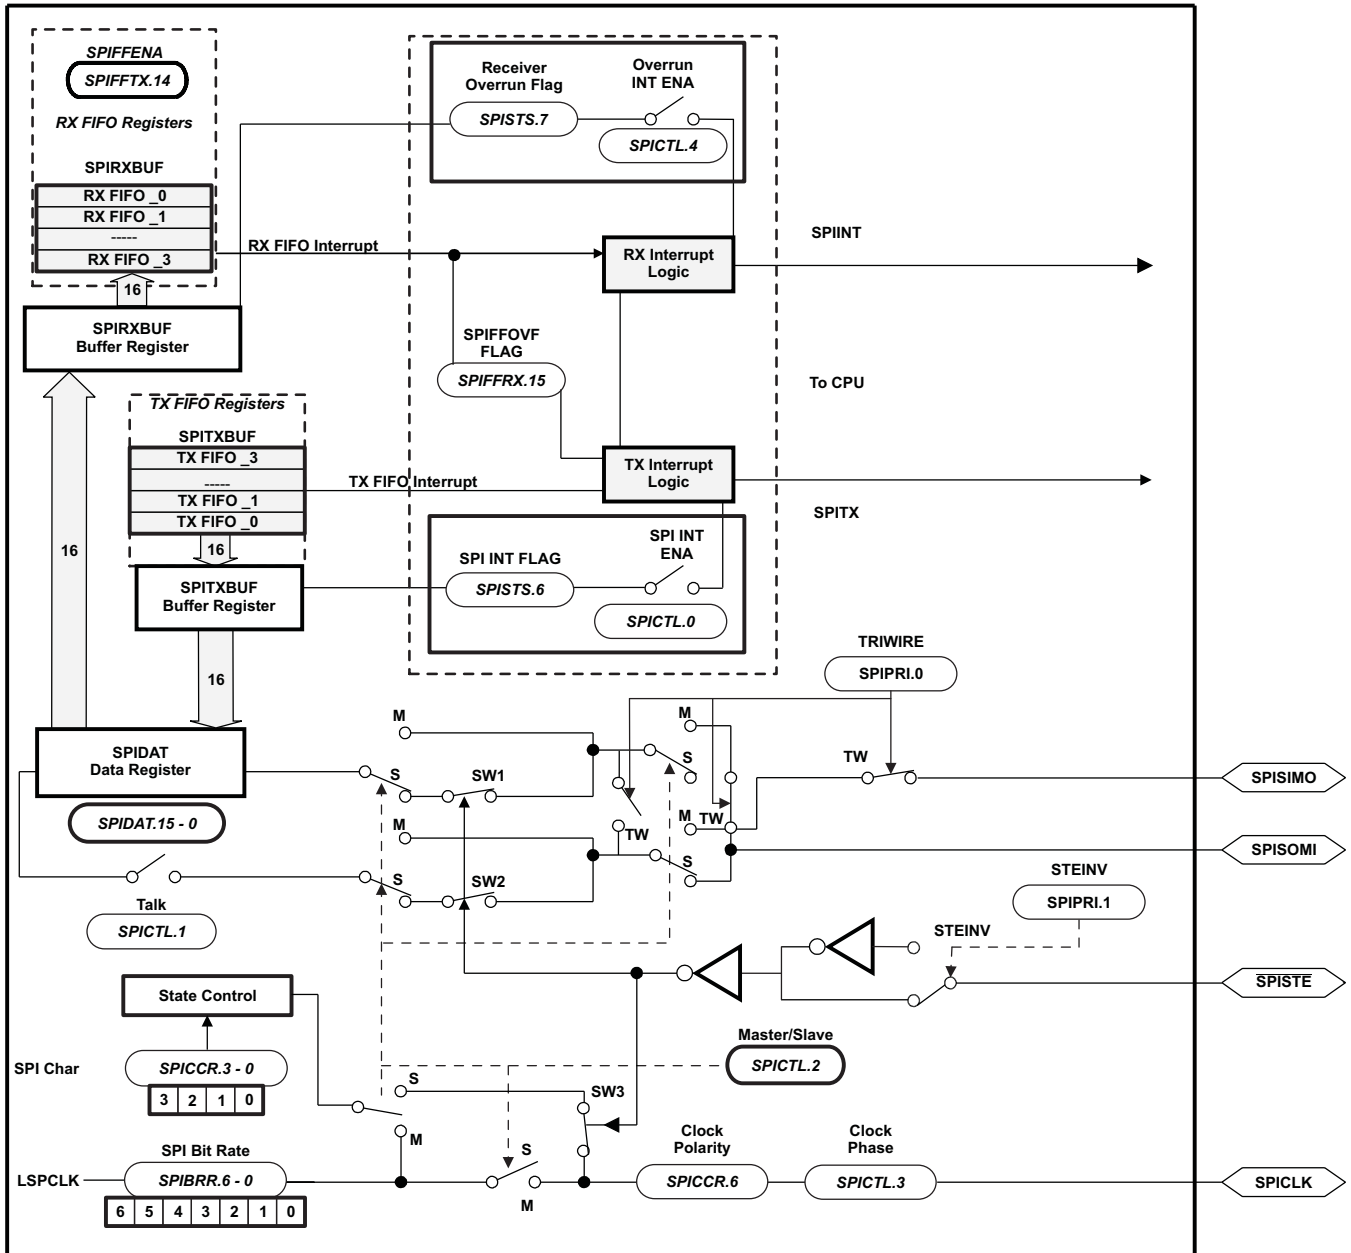 SPIFFENA
SPIFFTX.14
RX FIFO Registers
SPIRXBUF
RX FIFO _0
RX FIFO _1
-----
RX FIFO _3
16
SPIRXBUF
Buffer Register
RX FIFO Interrupt
Receiver
Overrun Flag
SPISTS.7
Overrun
INT ENA
SPICTL.4
RX Interrupt
Logic
SPIINT
SPIFFOVF
FLAG
SPIFFRX.15
To CPU
TX FIFO Registers
SPITXBUF
TX FIFO _3
-----
TX FIFO _1
TX FIFO _0
16
TX FIFO Interrupt
TX Interrupt
Logic
SPITX
16
SPITXBUF
Buffer Register
SPI INT FLAG
SPISTS.6
SPI INT
ENA
SPICTL.0
16
TRIWIRE
SPIPRI.0
SPIDAT
Data Register
SPIDAT.15 - 0
M
S
SW1
M
S
TW
SPISIMO
M
S
SW2
TW
M
TW
S
SPISOMI
Talk
SPICTL.1
STEINV
SPIPRI.1
STEINV
SPISTE
State Control
Master/Slave
SPICTL.2
SPI Char
SPICCR.3 - 0
3 2 1 0
S
M
SW3
SPI Bit Rate
LSPCLK
SPIBRR.6 - 0
6 5 4 3 2 1 0
S
M
Clock
Polarity
SPICCR.6
Clock
Phase
SPICTL.3
SPICLK